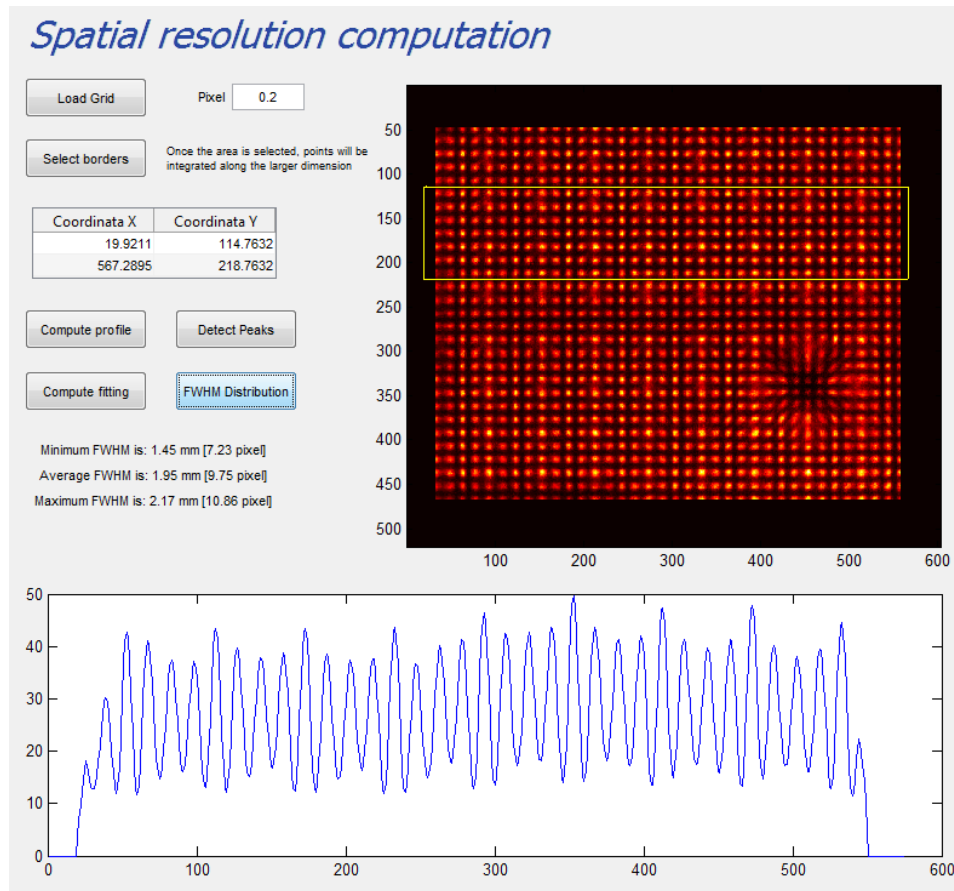 Spatial resolution computation
Load Grid
Pixel 0.2
Select borders
Once the area is selected, points will be
integrated along the larger dimension
Coordinata X Coordinata Y
19.9211 114.7632
567.2895 218.7632
Compute profile Detect Peaks
Compute fitting FWHM Distribution
Minimum FWHM is: 1.45 mm [7.23 pixel]
Average FWHM is: 1.95 mm [9.75 pixel]
Maximum FWHM is: 2.17 mm [10.86 pixel]
50
100
150
200
250
300
350
400
450
500
100 200 300 400 500 600
50
40
30
20
10
0
0 100 200 300 400 500 600